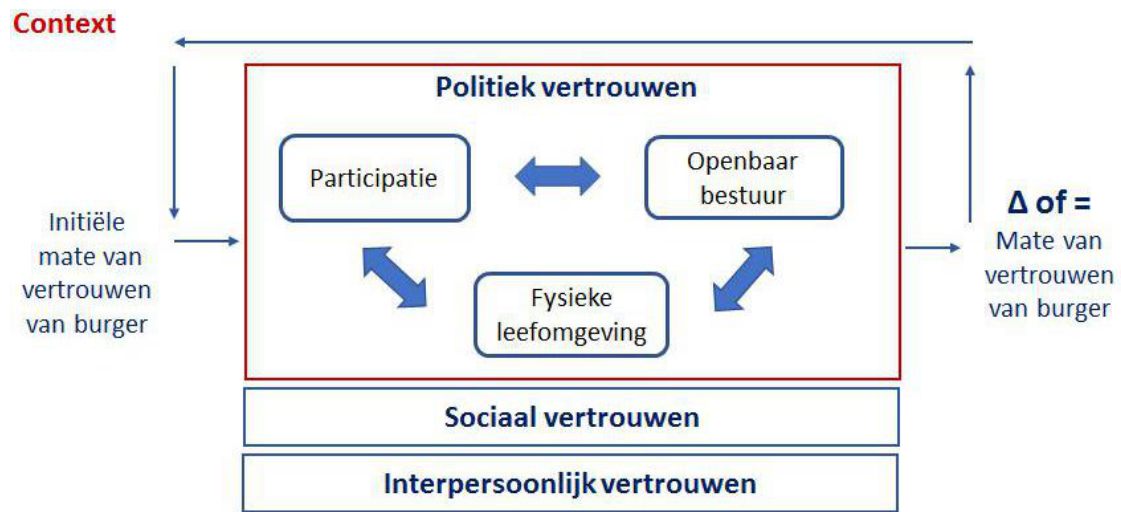 Context
Politiek vertrouwen
Participatie
Openbaar
bestuur
Fysieke
leefomgeving
Initiële
mate van
vertrouwen
van burger
Δ of =
Mate van
vertrouwen
van burger
Sociaal vertrouwen
Interpersoonlijk vertrouwen